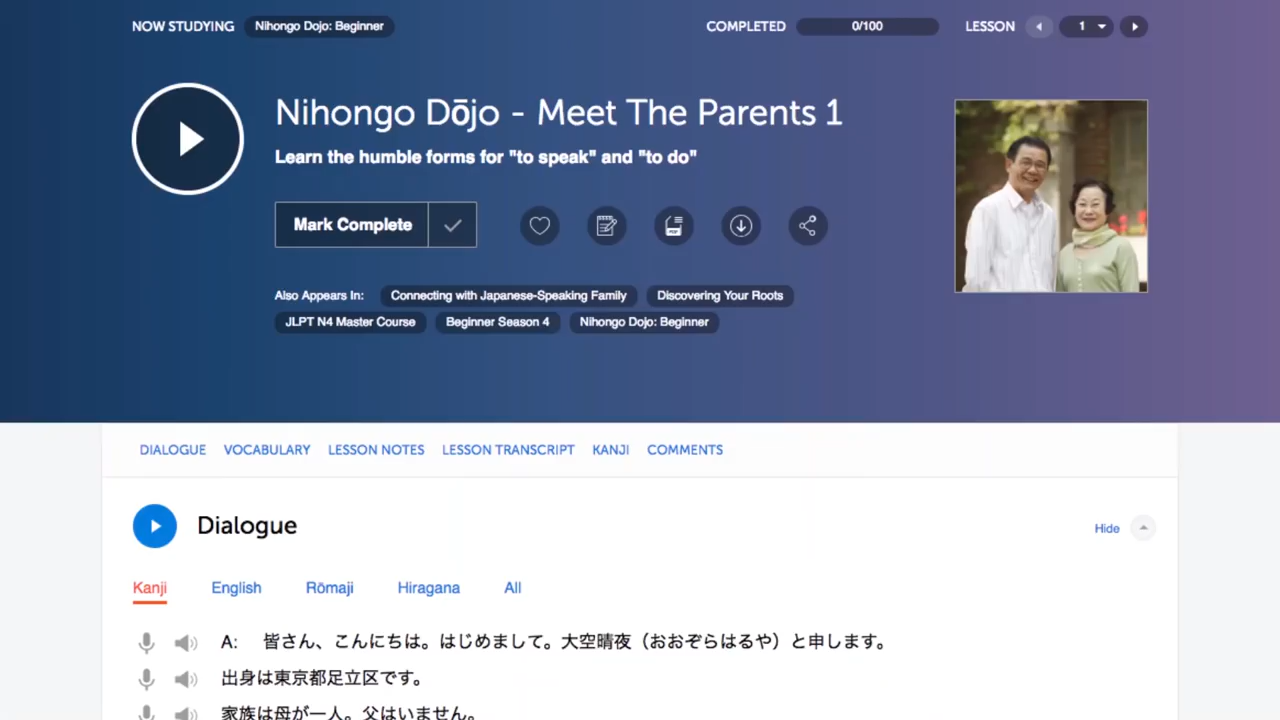 NOW STUDYING Nihongo Dojo: Beginner COMPLETED 0/100 LESSON 1
Nihongo Dōjo - Meet The Parents 1
Learn the humble forms for "to speak" and "to do"
Mark Complete
PDF
Also Appears In: Connecting with Japanese-Speaking Family Discovering Your Roots
JLPT N4 Master Course Beginner Season 4 Nihongo Dojo: Beginner
DIALOGUE VOCABULARY LESSON NOTES LESSON TRANSCRIPT KANJI COMMENTS
Dialogue Hide
Kanji English Rōmaji Hiragana All
A: 皆さん、こんにちは。はじめまして。大空晴夜（おおぞらはるや）と申します。
出身は東京都足立区です。
家族は母が一人。父はいません。